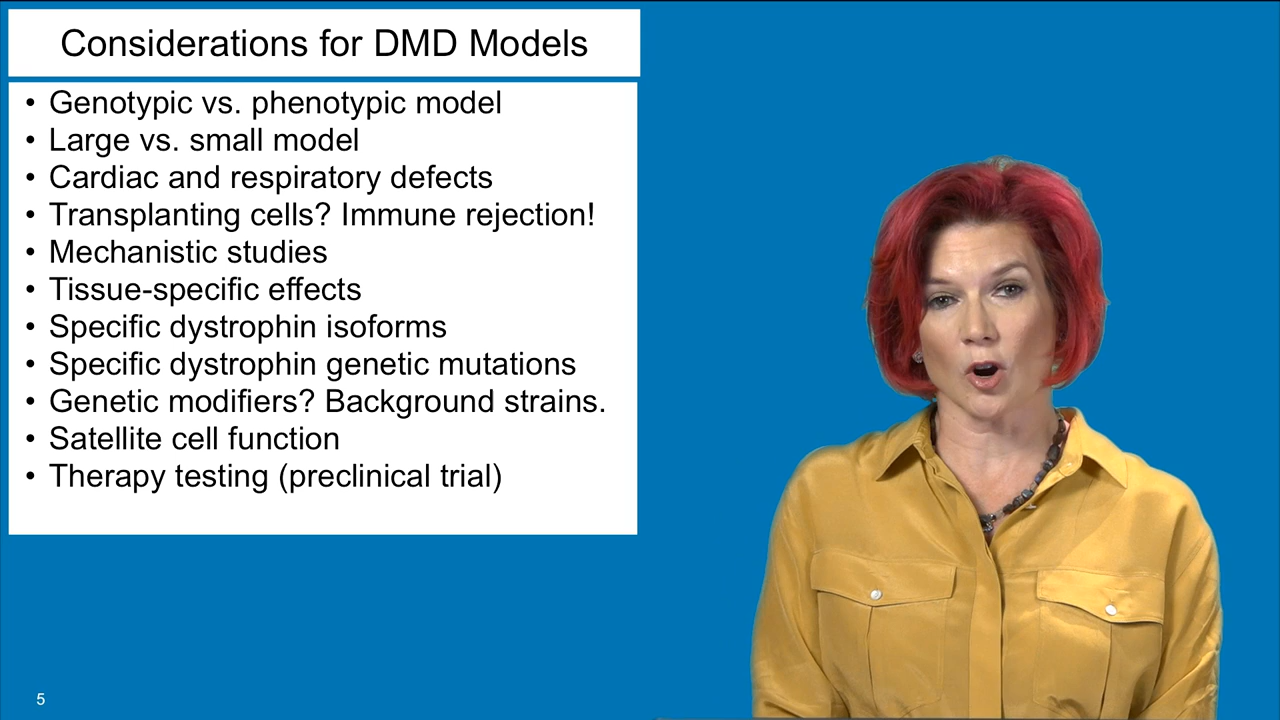 Considerations for DMD Models
• Genotypic vs. phenotypic model
• Large vs. small model
• Cardiac and respiratory defects
• Transplanting cells? Immune rejection!
• Mechanistic studies
• Tissue-specific effects
• Specific dystrophin isoforms
• Specific dystrophin genetic mutations
• Genetic modifiers? Background strains.
• Satellite cell function
• Therapy testing (preclinical trial)
5